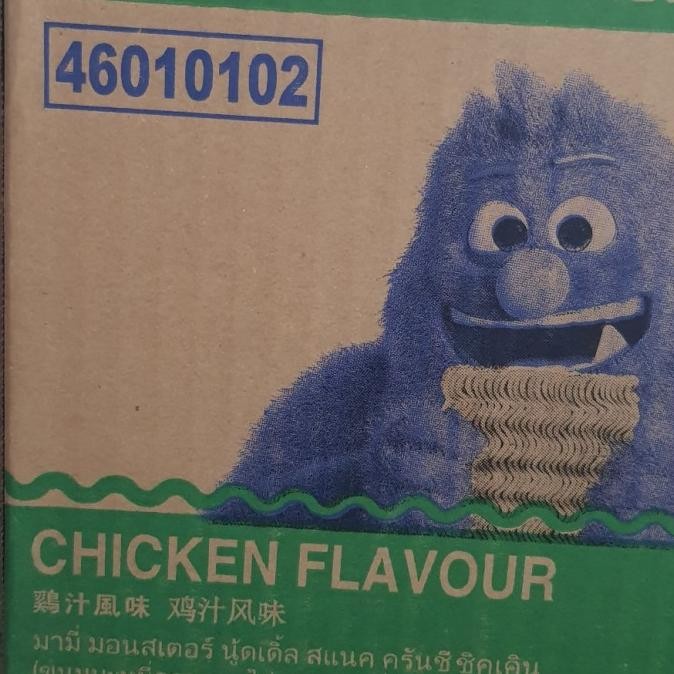 46010102
CHICKEN FLAVOUR
鷄汁風味 鸡汁风味
มามี่ มอนสเตอร์ นู้ดเดิ้ล สแนค ครันชี่ ชิคเค่น